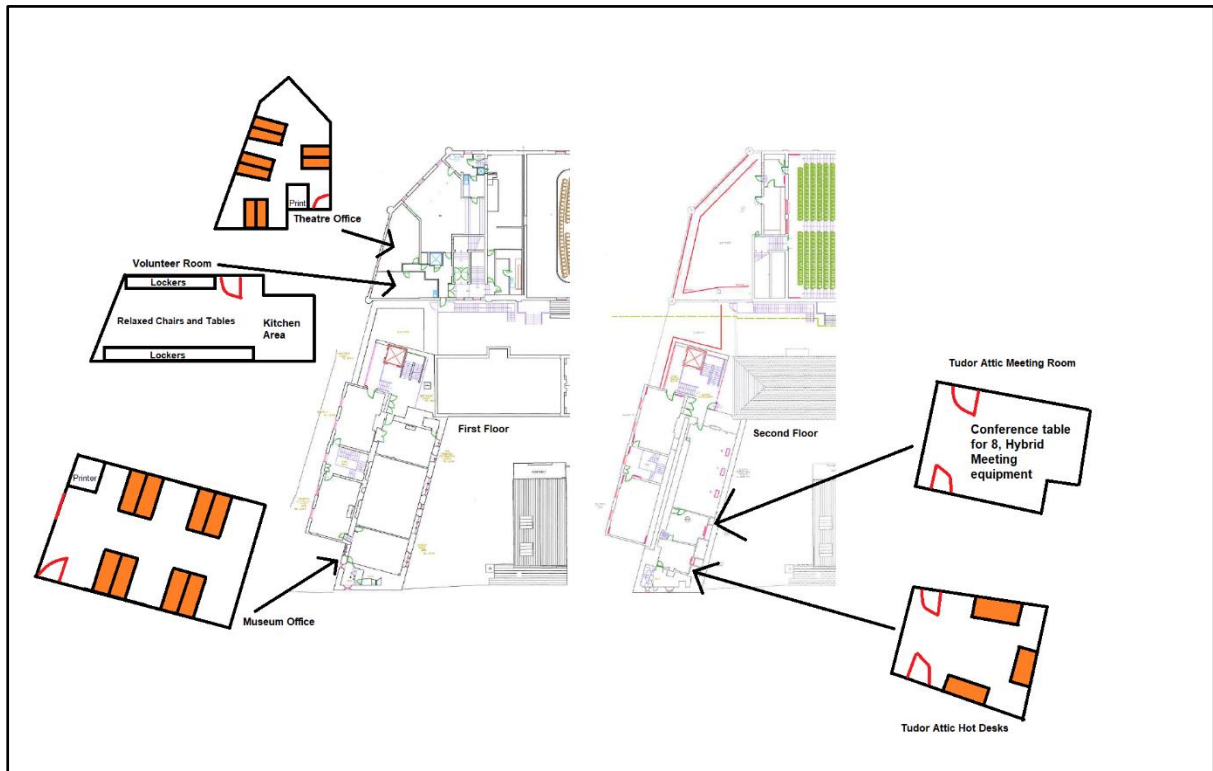 Print
Theatre Office
Volunteer Room
Lockers
Relaxed Chairs and Tables
Kitchen
Area
Lockers
First Floor
Second Floor
Tudor Attic Meeting Room
Conference table
for 8, Hybrid
Meeting
equipment
Printer
Museum Office
Tudor Attic Hot Desks